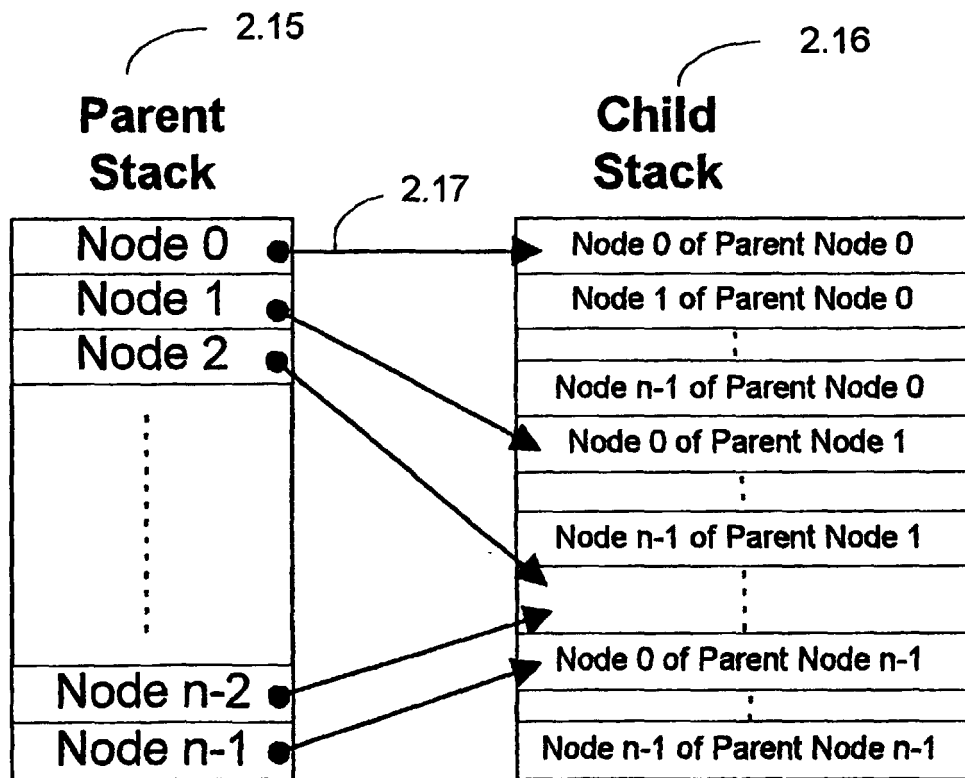 2.15
2.16
Parent
Stack
Child
Stack
2.17
Node 0
Node 1
Node 2
Node n-2
Node n-1
Node 0 of Parent Node 0
Node 1 of Parent Node 0
Node n-1 of Parent Node 0
Node 0 of Parent Node 1
Node n-1 of Parent Node 1
Node 0 of Parent Node n-1
Node n-1 of Parent Node n-1